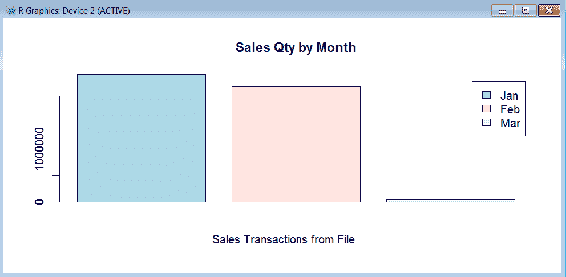 R Graphics: Device 2 (ACTIVE)
Sales Qty by Month
Jan
Feb
Mar
1000000
0
Sales Transactions from File